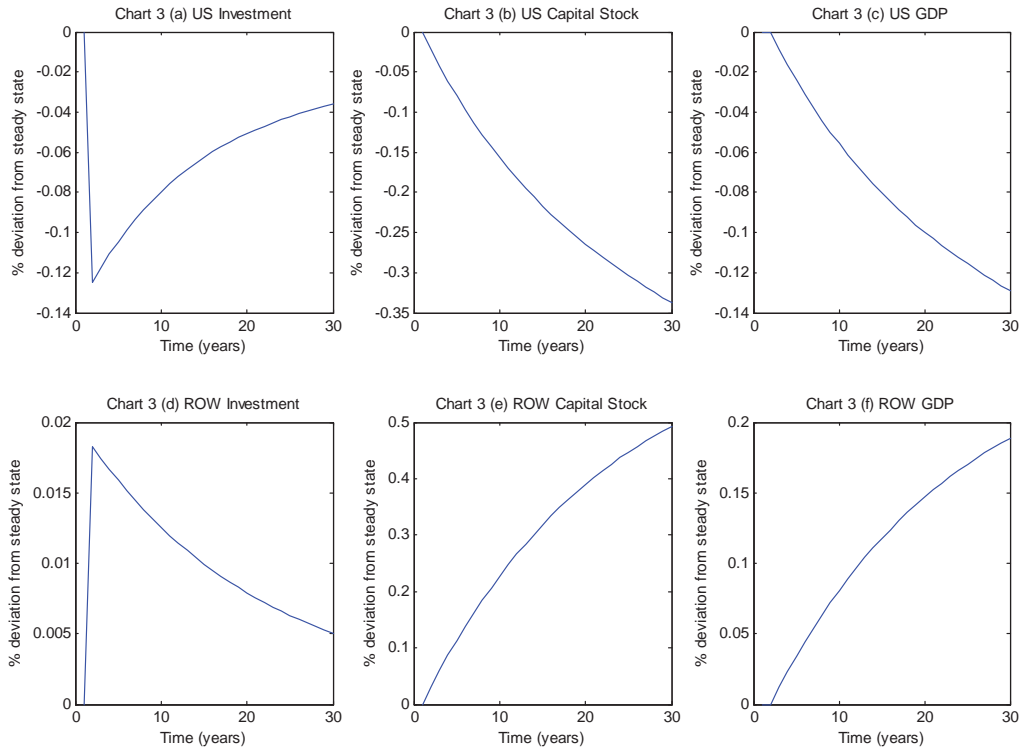 Chart 3 (a) US Investment
0
-0.02
-0.04
-0.06
-0.08
-0.1
-0.12
-0.14
% deviation from steady state
0 10 20 30
Time (years)
Chart 3 (b) US Capital Stock
0
-0.05
-0.1
-0.15
-0.2
-0.25
-0.3
-0.35
% deviation from steady state
0 10 20 30
Time (years)
Chart 3 (c) US GDP
0
-0.02
-0.04
-0.06
-0.08
-0.1
-0.12
-0.14
% deviation from steady state
0 10 20 30
Time (years)
Chart 3 (d) ROW Investment
0.02
0.015
0.01
0.005
0
% deviation from steady state
0 10 20 30
Time (years)
Chart 3 (e) ROW Capital Stock
0.5
0.4
0.3
0.2
0.1
0
% deviation from steady state
0 10 20 30
Time (years)
Chart 3 (f) ROW GDP
0.2
0.15
0.1
0.05
0
% deviation from steady state
0 10 20 30
Time (years)